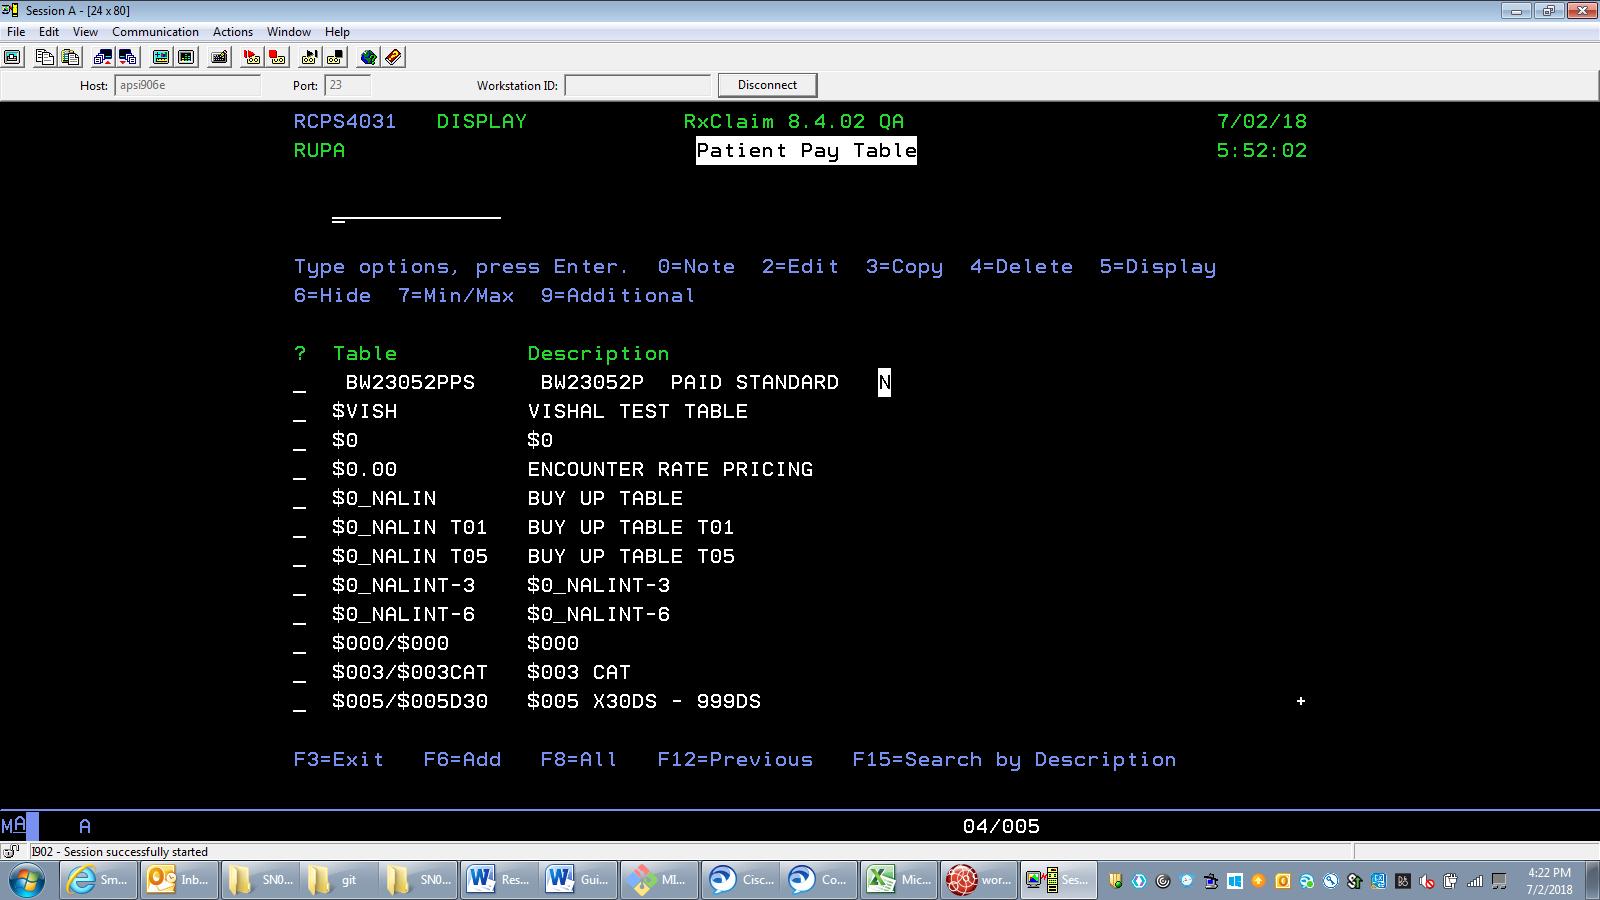 Session A - [24 x 80]
File Edit View Communication Actions Window Help
Host: apsi906e Port: 23 Workstation ID: Disconnect
RCPS4031 DISPLAY RxClaim 8.4.02 QA 7/02/18
RUPA Patient Pay Table 5:52:02
Type options, press Enter. 0=Note 2=Edit 3=Copy 4=Delete 5=Display
6=Hide 7=Min/Max 9=Additional
? Table Description
_ BW23052PPS BW23052P PAID STANDARD N
_ $VISH VISHAL TEST TABLE
_ $0 $0
_ $0.00 ENCOUNTER RATE PRICING
_ $0_NALIN BUY UP TABLE
_ $0_NALIN T01 BUY UP TABLE T01
_ $0_NALIN T05 BUY UP TABLE T05
_ $0_NALINT-3 $0_NALINT-3
_ $0_NALINT-6 $0_NALINT-6
_ $000/$000 $000
_ $003/$003CAT $003 CAT
_ $005/$005D30 $005 X30DS - 999DS +
F3=Exit F6=Add F8=All F12=Previous F15=Search by Description
MA A 04/005
I902 - Session successfully started
Sm... Inb... SN0... git SN0... Res... Gui... MI... Cisc... Co... Mic... wor... Ses... 4:22 PM
7/2/2018